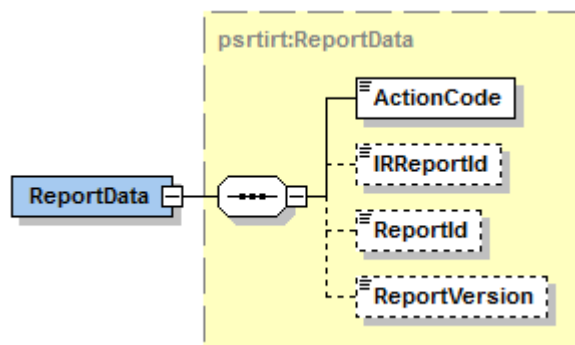 psrtirt:ReportData
ActionCode
IRReportId
ReportData
ReportId
ReportVersion